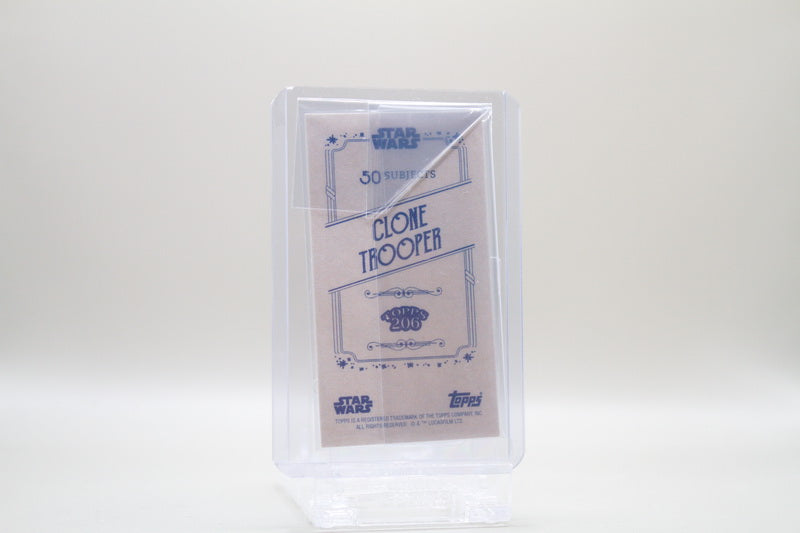 STAR
WARS
50 SUBJECTS
CLONE
TROOPER
TOPPS
206
STAR
WARS
Topps
TOPPS IS A REGISTERED TRADEMARK OF THE TOPPS COMPANY, INC.
ALL RIGHTS RESERVED. © & ™ LUCASFILM LTD.